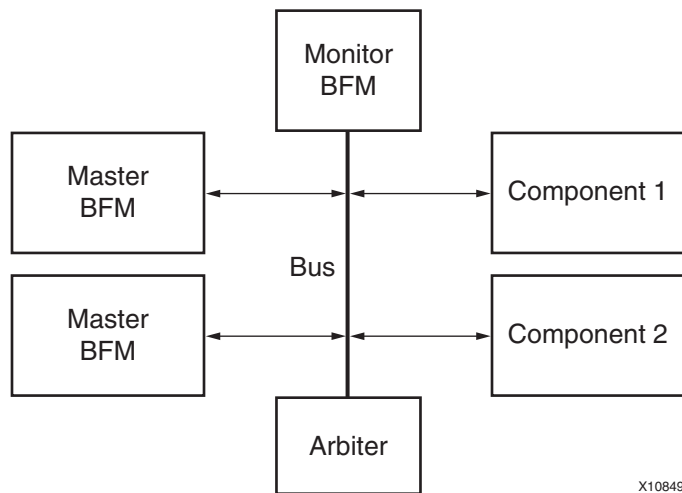 Monitor
BFM
Master
BFM
Component 1
Bus
Master
BFM
Component 2
Arbiter
X10849